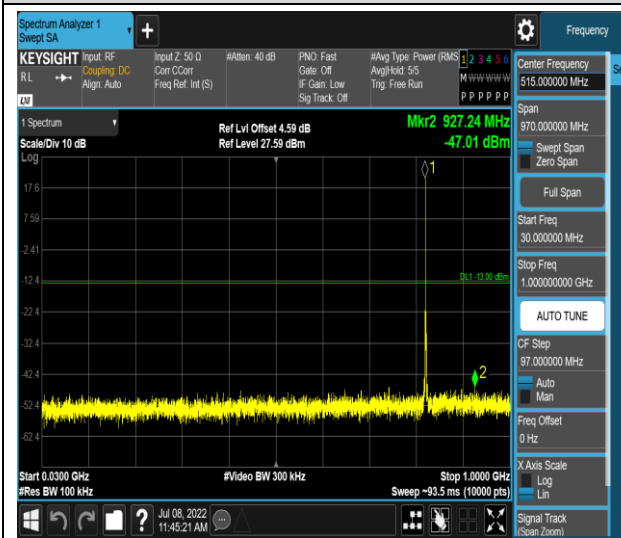 Spectrum Analyzer 1
Swept SA
+
Frequency
KEYSIGHT
Input: RF
Coupling: DC
Align: Auto
Input Z: 50 Ω
Corr CCorr
Freq Ref: Int (S)
#Atten: 40 dB
PNO: Fast
Gate: Off
IF Gain: Low
Sig Track: Off
#Avg Type: Power (RMS
Avg|Hold: 5/5
Trig: Free Run
1 2 3 4 5 6
M W W W W W
P P P P P P
R L
LXI
Center Frequency
515.000000 MHz
Span
970.000000 MHz
Swept Span
Zero Span
Full Span
Start Freq
30.000000 MHz
Stop Freq
1.000000000 GHz
AUTO TUNE
CF Step
97.000000 MHz
Auto
Man
Freq Offset
0 Hz
X Axis Scale
Log
Lin
Signal Track
(Span Zoom)
1 Spectrum
Scale/Div 10 dB
Log
Ref Lvl Offset 4.59 dB
Ref Level 27.59 dBm
Mkr2 927.24 MHz
-47.01 dBm
1
17.6
7.59
-2.41
-12.4
DL1 -13.00 dBm
-22.4
-32.4
-42.4
2
-52.4
-62.4
Start 0.0300 GHz
#Video BW 300 kHz
Stop 1.0000 GHz
#Res BW 100 kHz
Sweep ~93.5 ms (10000 pts)
?
Jul 08, 2022
11:45:21 AM